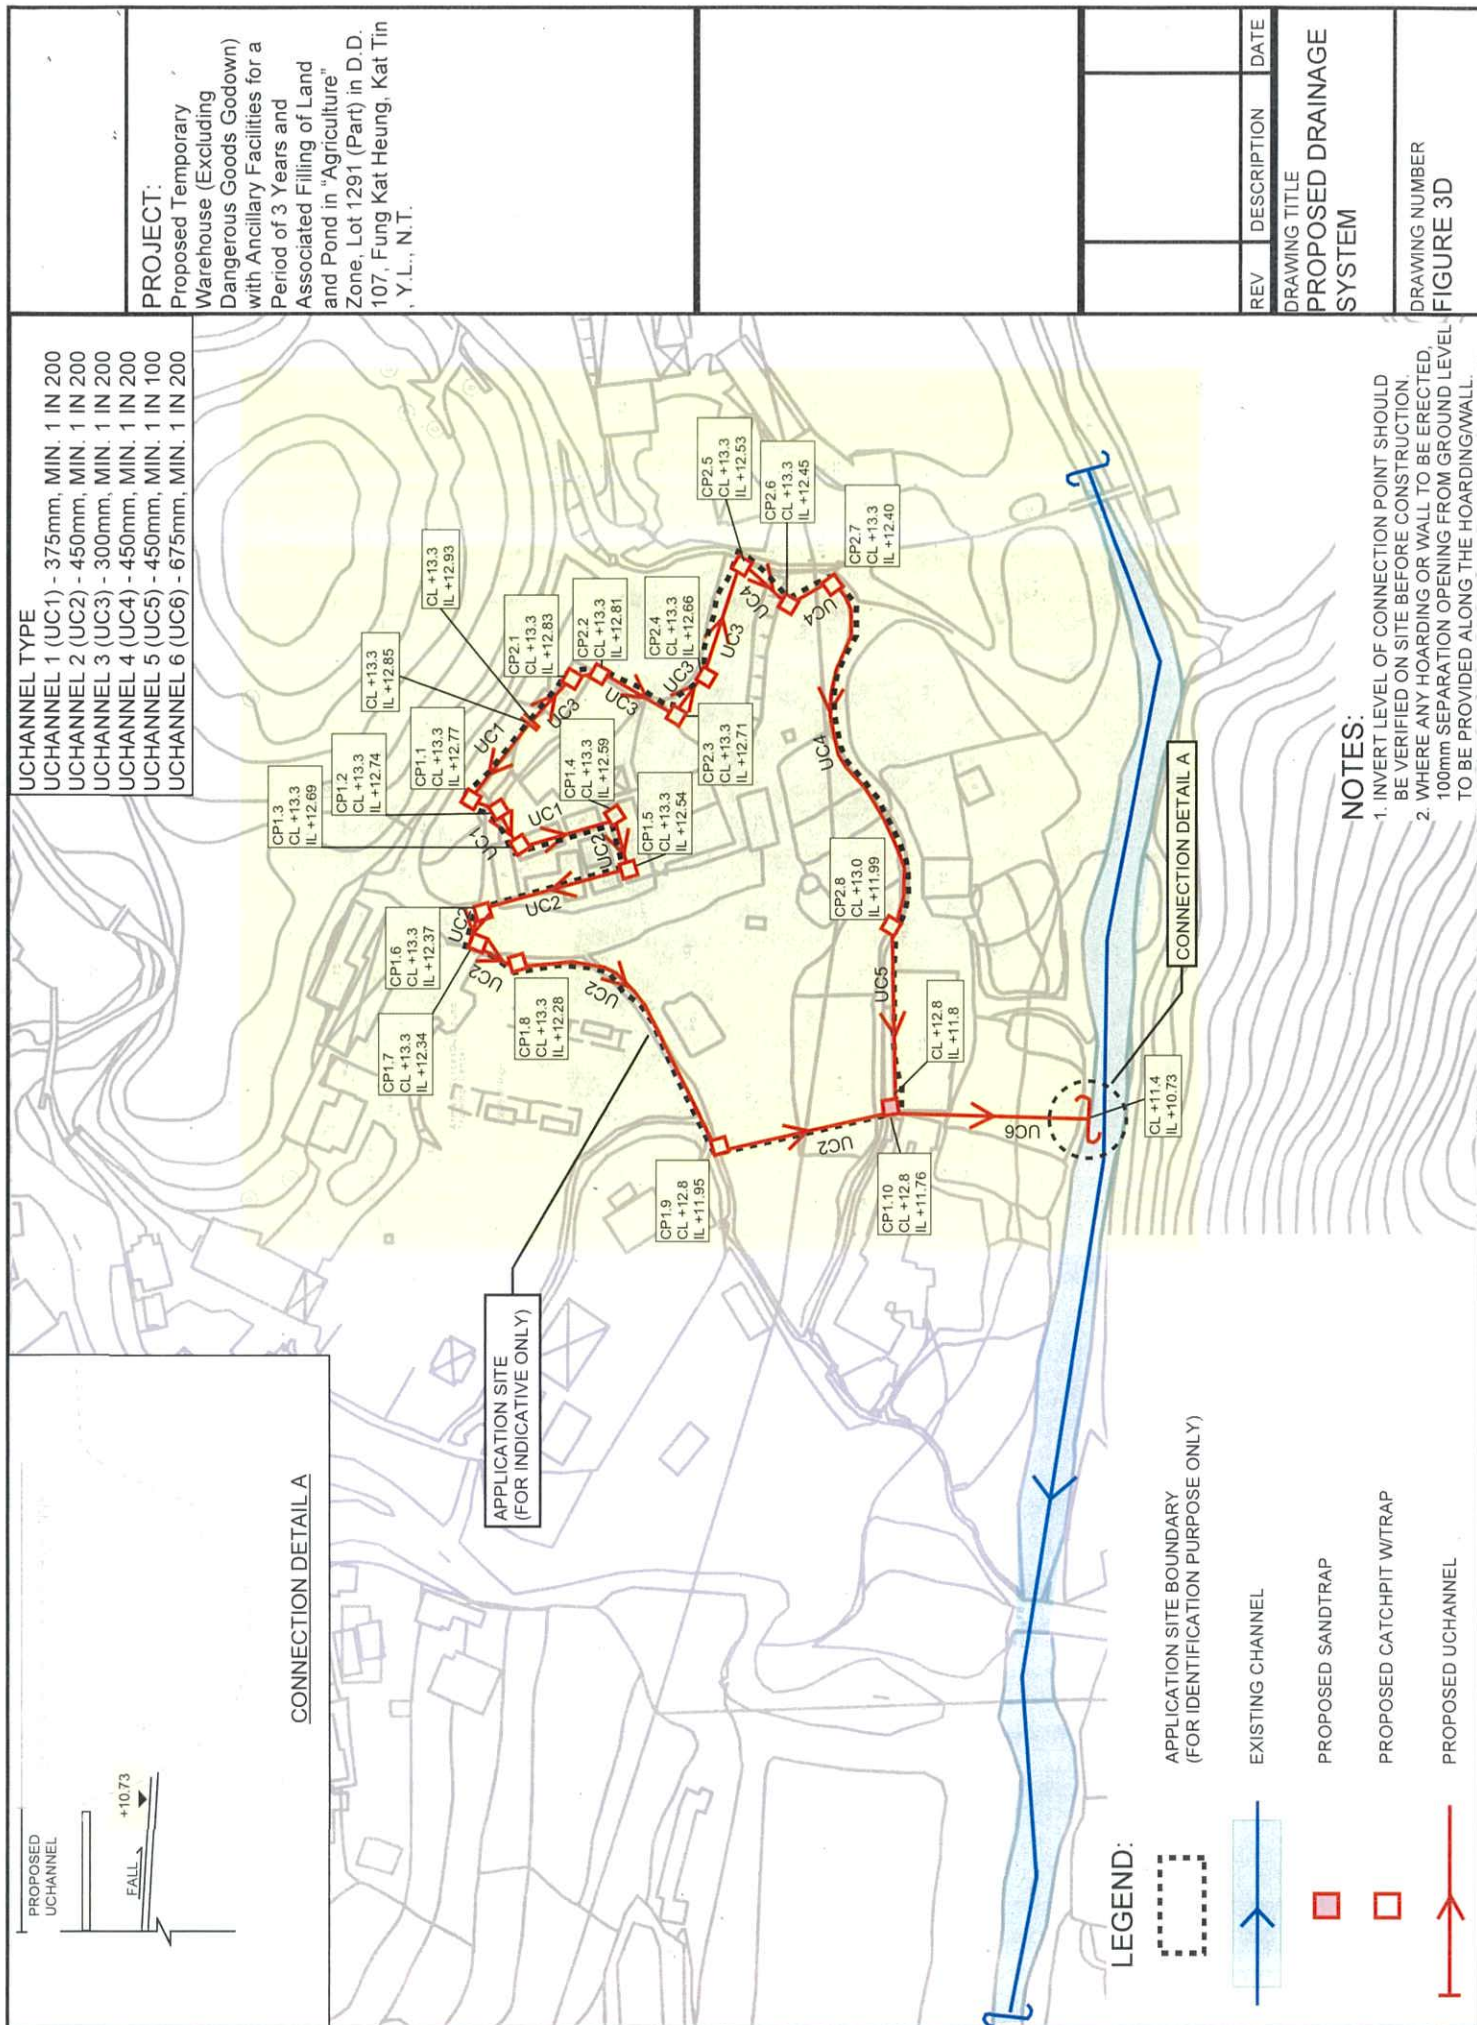 PROPOSED
UCHANNEL
FALL
+10.73
CONNECTION DETAIL A
UCHANNEL TYPE
UCHANNEL 1 (UC1) - 375mm, MIN. 1 IN 200
UCHANNEL 2 (UC2) - 450mm, MIN. 1 IN 200
UCHANNEL 3 (UC3) - 300mm, MIN. 1 IN 200
UCHANNEL 4 (UC4) - 450mm, MIN. 1 IN 200
UCHANNEL 5 (UC5) - 450mm, MIN. 1 IN 100
UCHANNEL 6 (UC6) - 675mm, MIN. 1 IN 200
PROJECT:
Proposed Temporary
Warehouse (Excluding
Dangerous Goods Godown)
with Ancillary Facilities for a
Period of 3 Years and
Associated Filling of Land
and Pond in "Agriculture"
Zone, Lot 1291 (Part) in D.D.
107, Fung Kat Heung, Kat Tin
, Y.L., N.T.
REV
DESCRIPTION
DATE
DRAWING TITLE
PROPOSED DRAINAGE
SYSTEM
DRAWING NUMBER
FIGURE 3D
APPLICATION SITE
(FOR INDICATIVE ONLY)
CP1.3
CL +13.3
IL +12.69
CP1.2
CL +13.3
IL +12.74
CP1.1
CL +13.3
IL +12.77
CL +13.3
IL +12.85
CL +13.3
IL +12.93
CP2.1
CL +13.3
IL +12.83
CP2.2
CL +13.3
IL +12.81
CP2.4
CL +13.3
IL +12.66
CP2.5
CL +13.3
IL +12.53
CP2.6
CL +13.3
IL +12.45
CP2.7
CL +13.3
IL +12.40
CP2.3
CL +13.3
IL +12.71
CP1.4
CL +13.3
IL +12.59
CP1.5
CL +13.3
IL +12.54
CP1.6
CL +13.3
IL +12.37
CP1.7
CL +13.3
IL +12.34
CP1.8
CL +13.3
IL +12.28
CP2.8
CL +13.0
IL +11.99
CL +12.8
IL +11.8
CP1.9
CL +12.8
IL +11.95
CP1.10
CL +12.8
IL +11.76
CL +11.4
IL +10.73
UC1
UC1
UC1
UC3
UC3
UC3
UC3
UC4
UC4
UC4
UC2
UC2
UC2
UC2
UC2
UC2
UC5
UC6
CONNECTION DETAIL A
NOTES:
1. INVERT LEVEL OF CONNECTION POINT SHOULD
BE VERIFIED ON SITE BEFORE CONSTRUCTION.
2. WHERE ANY HOARDING OR WALL TO BE ERECTED,
100mm SEPARATION OPENING FROM GROUND LEVEL
TO BE PROVIDED ALONG THE HOARDING/WALL.
LEGEND:
APPLICATION SITE BOUNDARY
(FOR IDENTIFICATION PURPOSE ONLY)
EXISTING CHANNEL
PROPOSED SANDTRAP
PROPOSED CATCHPIT W/TRAP
PROPOSED UCHANNEL